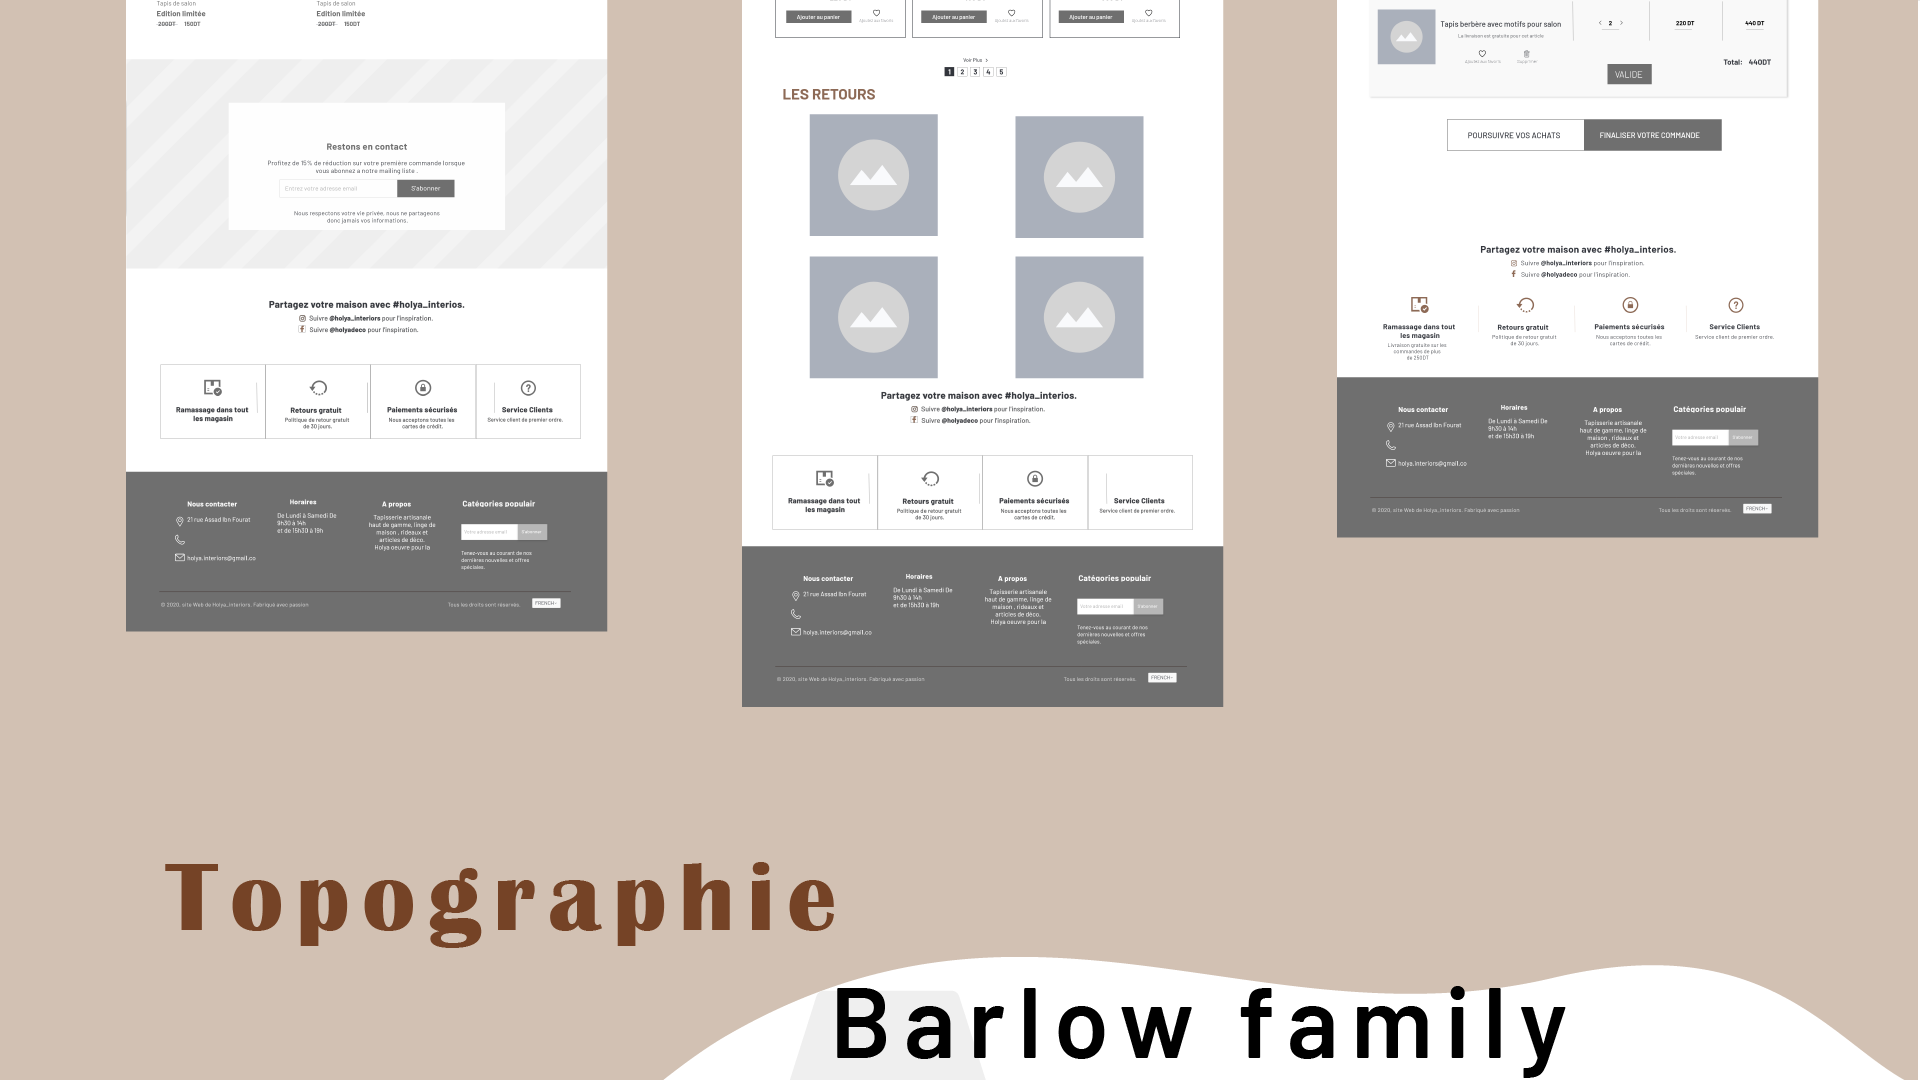 Tapis de salon
Edition limitée
200DT 150DT
Tapis de salon
Edition limitée
200DT 150DT
Restons en contact
Profitez de 15% de réduction sur votre première commande lorsque
vous abonnez a notre mailing liste .
Entrez votre adresse email
S'abonner
Nous respectons votre vie privée, nous ne partageons
donc jamais vos informations.
Partagez votre maison avec #holya_interios.
Suivre @holya_interiors pour l'inspiration.
Suivre @holyadeco pour l'inspiration.
Ramassage dans tout
les magasin
Retours gratuit
Politique de retour gratuit
de 30 jours.
Paiements sécurisés
Nous acceptons toutes les
cartes de crédit.
Service Clients
Service client de premier ordre.
Nous contacter
21 rue Assad Ibn Fourat
holya.interiors@gmail.co
Horaires
De Lundi à Samedi De
9h30 à 14h
et de 15h30 à 19h
A propos
Tapisserie artisanale
haut de gamme, linge de
maison , rideaux et
articles de déco.
Holya oeuvre pour la
Catégories populair
Votre adresse email
S'abonner
Tenez-vous au courant de nos
dernières nouvelles et offres
spéciales.
© 2020, site Web de Holya_Interiors. Fabriqué avec passion
Tous les droits sont réservés.
FRENCH
Ajouter au panier
Ajoutez aux favoris
Ajouter au panier
Ajoutez aux favoris
Ajouter au panier
Ajoutez aux favoris
Voir Plus >
1 2 3 4 5
LES RETOURS
Partagez votre maison avec #holya_interios.
Suivre @holya_interiors pour l'inspiration.
Suivre @holyadeco pour l'inspiration.
Ramassage dans tout
les magasin
Retours gratuit
Politique de retour gratuit
de 30 jours.
Paiements sécurisés
Nous acceptons toutes les
cartes de crédit.
Service Clients
Service client de premier ordre.
Nous contacter
21 rue Assad Ibn Fourat
holya.interiors@gmail.co
Horaires
De Lundi à Samedi De
9h30 à 14h
et de 15h30 à 19h
A propos
Tapisserie artisanale
haut de gamme, linge de
maison , rideaux et
articles de déco.
Holya oeuvre pour la
Catégories populair
Votre adresse email
S'abonner
Tenez-vous au courant de nos
dernières nouvelles et offres
spéciales.
© 2020, site Web de Holya_Interiors. Fabriqué avec passion
Tous les droits sont réservés.
FRENCH
Tapis berbère avec motifs pour salon
La livraison est gratuite pour cet article
Ajoutez aux favoris
Supprimer
< 2 >
220 DT
440 DT
Total: 440DT
VALIDE
POURSUIVRE VOS ACHATS
FINALISER VOTRE COMMANDE
Partagez votre maison avec #holya_interios.
Suivre @holya_interiors pour l'inspiration.
Suivre @holyadeco pour l'inspiration.
Ramassage dans tout
les magasin
Livraison gratuite sur les
commandes de plus
de 250DT
Retours gratuit
Politique de retour gratuit
de 30 jours.
Paiements sécurisés
Nous acceptons toutes les
cartes de crédit.
Service Clients
Service client de premier ordre.
Nous contacter
21 rue Assad Ibn Fourat
holya.interiors@gmail.co
Horaires
De Lundi à Samedi De
9h30 à 14h
et de 15h30 à 19h
A propos
Tapisserie artisanale
haut de gamme, linge de
maison , rideaux et
articles de déco.
Holya oeuvre pour la
Catégories populair
Votre adresse email
S'abonner
Tenez-vous au courant de nos
dernières nouvelles et offres
spéciales.
© 2020, site Web de Holya_Interiors. Fabriqué avec passion
Tous les droits sont réservés.
FRENCH
Topographie
Barlow family